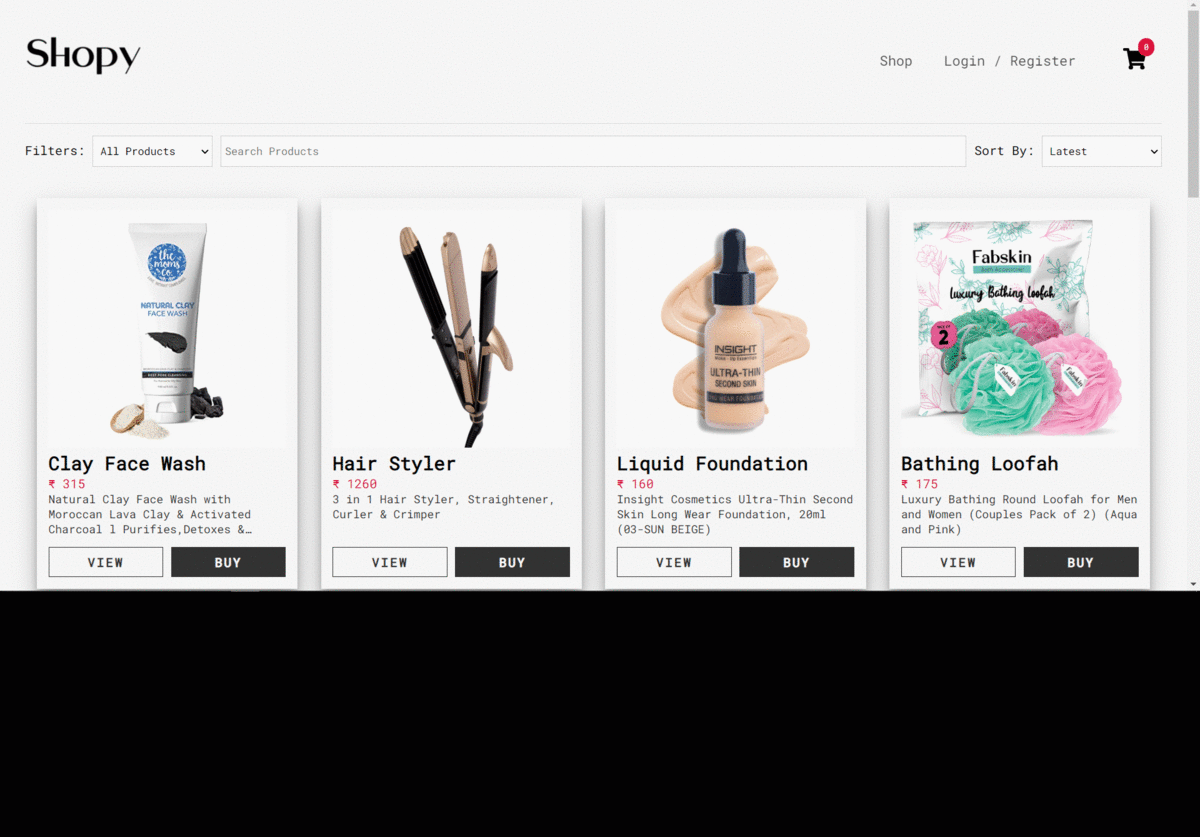 Shopy
Shop
Login / Register
0
Filters:
All Products
Search Products
Sort By:
Latest
the moms co.
NATURAL CLAY
FACE WASH
INSIGHT
ULTRA-THIN
SECOND SKIN
Fabskin
Luxury Bathing Loofah
2
Fabskin
Fabskin
Clay Face Wash
₹ 315
Natural Clay Face Wash with
Moroccan Lava Clay & Activated
Charcoal l Purifies,Detoxes &…
VIEW
BUY
Hair Styler
₹ 1260
3 in 1 Hair Styler, Straightener,
Curler & Crimper
VIEW
BUY
Liquid Foundation
₹ 160
Insight Cosmetics Ultra-Thin Second
Skin Long Wear Foundation, 20ml
(03-SUN BEIGE)
VIEW
BUY
Bathing Loofah
₹ 175
Luxury Bathing Round Loofah for Men
and Women (Couples Pack of 2) (Aqua
and Pink)
VIEW
BUY